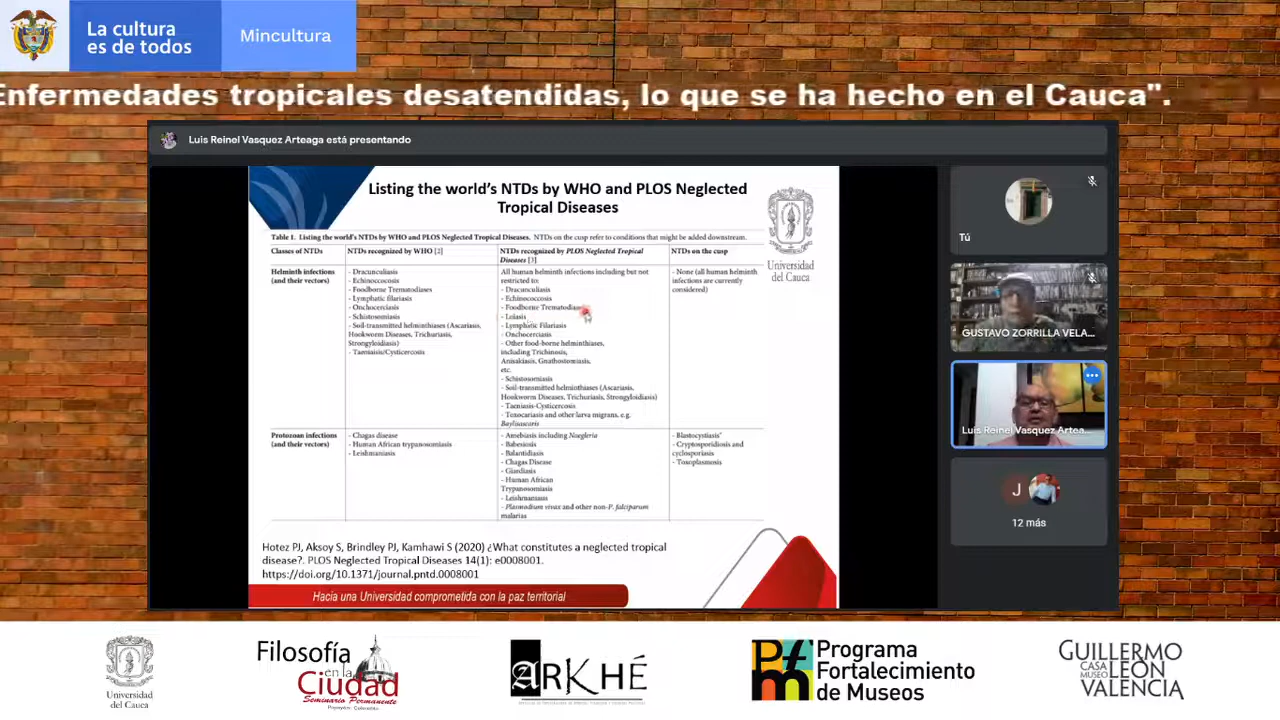 La cultura
es de todos
Mincultura
Enfermedades tropicales desatendidas, lo que se ha hecho en el Cauca".
Luis Reinel Vasquez Arteaga está presentando
Listing the world's NTDs by WHO and PLOS Neglected
Tropical Diseases
Universidad
del Cauca
Table 1. Listing the world's NTDs by WHO and PLOS Neglected Tropical Diseases. NTDs on the cusp refer to conditions that might be added downstream.
Classes of NTDs
NTDs recognized by WHO [2]
NTDs recognized by PLOS Neglected Tropical
Diseases [3]
NTDs on the cusp
Helminth infections
(and their vectors)
- Dracunculiasis
- Echinococcosis
- Foodborne Trematodiases
- Lymphatic filariasis
- Onchocerciasis
- Schistosomiasis
- Soil-transmitted helminthiases (Ascariasis,
Hookworm Diseases, Trichuriasis,
Strongyloidiasis)
- Taeniasis/Cysticercosis
All human helminth infections including but not
restricted to:
- Dracunculiasis
- Echinococcosis
- Foodborne Trematodiases
- Loiasis
- Lymphatic Filariasis
- Onchocerciasis
- Other food-borne helminthiases,
including Trichinosis,
Anisakiasis, Gnathostomiasis,
etc.
- Schistosomiasis
- Soil-transmitted helminthoses (Ascariasis,
Hookworm Diseases, Trichuriasis, Strongyloidiasis)
- Taeniasis-Cysticercosis
- Toxocariasis and other larva migrans, e.g.
Baylisascaris
- None (all human helminth
infections are currently
considered)
Protozoan infections
(and their vectors)
- Chagas disease
- Human African trypanosomiasis
- Leishmaniasis
- Amebiasis including Naegleria
- Babesiosis
- Balantidiasis
- Chagas Disease
- Giardiasis
- Human African
Trypanosomiasis
- Leishmaniasis
- Plasmodium vivax and other non-P. falciparum
malarias
- Blastocystiasis*
- Cryptosporidiosis and
cyclosporiasis
- Toxoplasmosis
Hotez PJ, Aksoy S, Brindley PJ, Kamhawi S (2020) ¿What constitutes a neglected tropical
disease?. PLOS Neglected Tropical Diseases 14(1): e0008001.
https://doi.org/10.1371/journal.pntd.0008001
Hacia una Universidad comprometida con la paz territorial
Tú
GUSTAVO ZORRILLA VELA...
Luis Reinel Vasquez Artea...
J
12 más
Universidad
del Cauca
Filosofía
en la
Ciudad
Seminario Permanente
Popayán, Colombia
ARKHÉ
Pfm
Programa
Fortalecimiento
de Museos
GUILLERMO
CASA
MUSEO
LEÓN
VALENCIA